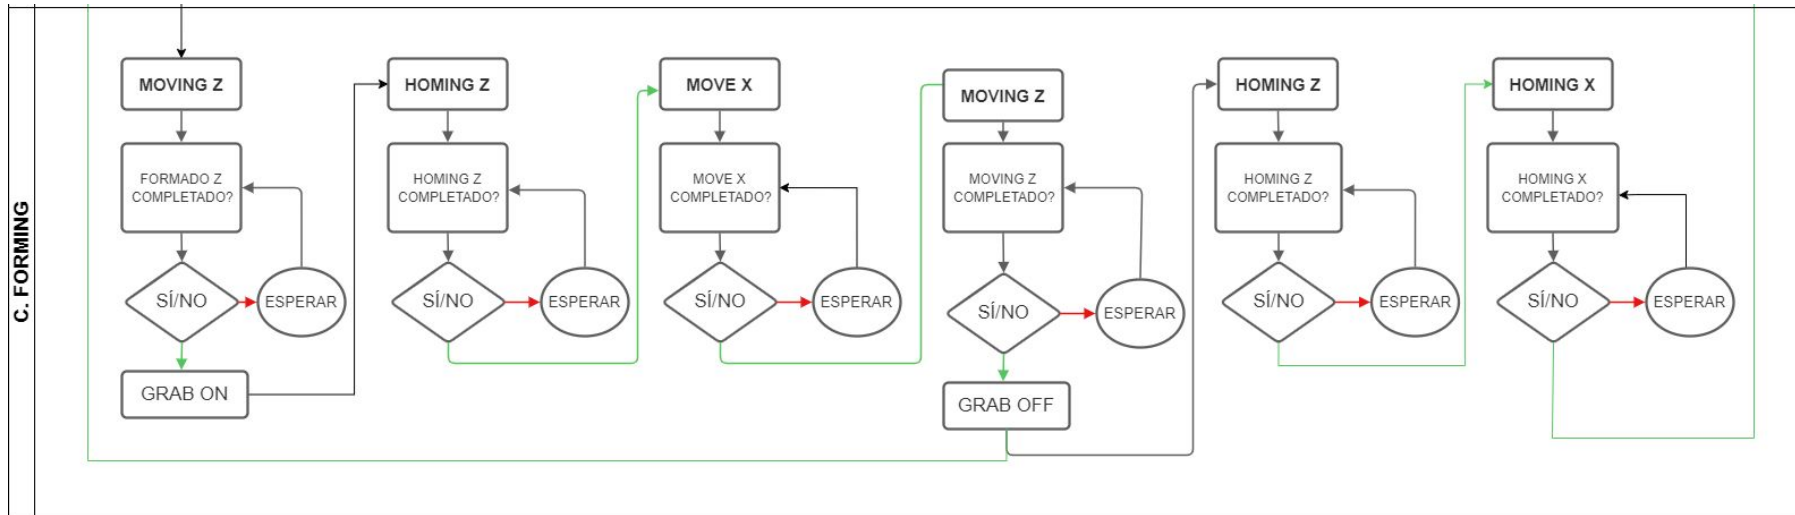 C. FORMING
MOVING Z
FORMADO Z
COMPLETADO?
SÍ/NO
ESPERAR
GRAB ON
HOMING Z
HOMING Z
COMPLETADO?
SÍ/NO
ESPERAR
MOVE X
MOVE X
COMPLETADO?
SÍ/NO
ESPERAR
MOVING Z
MOVING Z
COMPLETADO?
SÍ/NO
ESPERAR
GRAB OFF
HOMING Z
HOMING Z
COMPLETADO?
SÍ/NO
ESPERAR
HOMING X
HOMING X
COMPLETADO?
SÍ/NO
ESPERAR